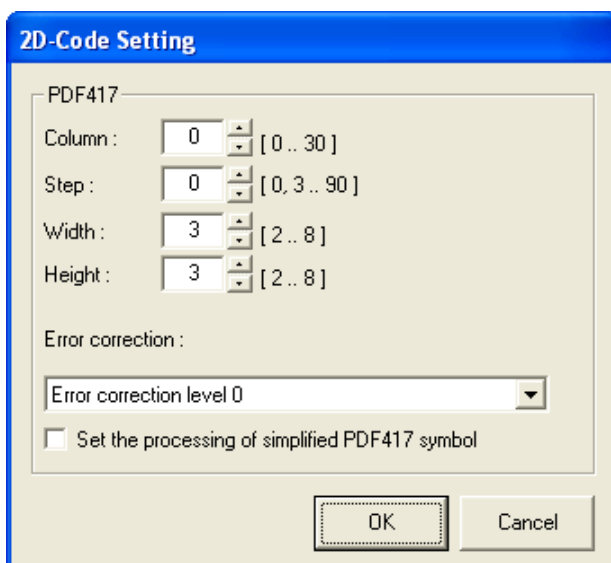 2D-Code Setting
PDF417
Column : 0 [ 0 .. 30 ]
Step : 0 [ 0, 3 .. 90 ]
Width : 3 [ 2 .. 8 ]
Height : 3 [ 2 .. 8 ]
Error correction :
Error correction level 0
Set the processing of simplified PDF417 symbol
OK Cancel